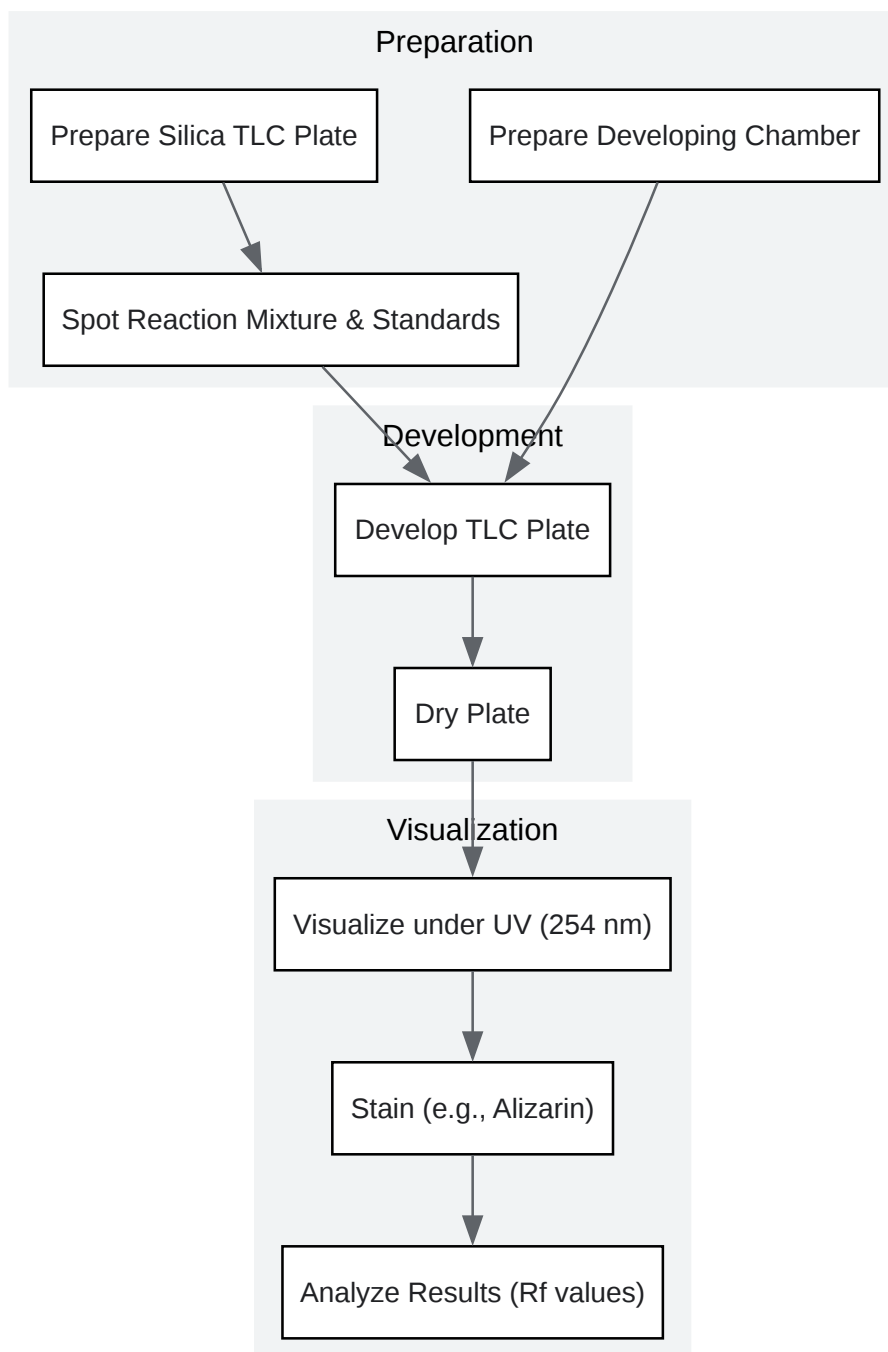 Preparation
Prepare Silica TLC Plate
Prepare Developing Chamber
Spot Reaction Mixture & Standards
Development
Develop TLC Plate
Dry Plate
Visualization
Visualize under UV (254 nm)
Stain (e.g., Alizarin)
Analyze Results (Rf values)